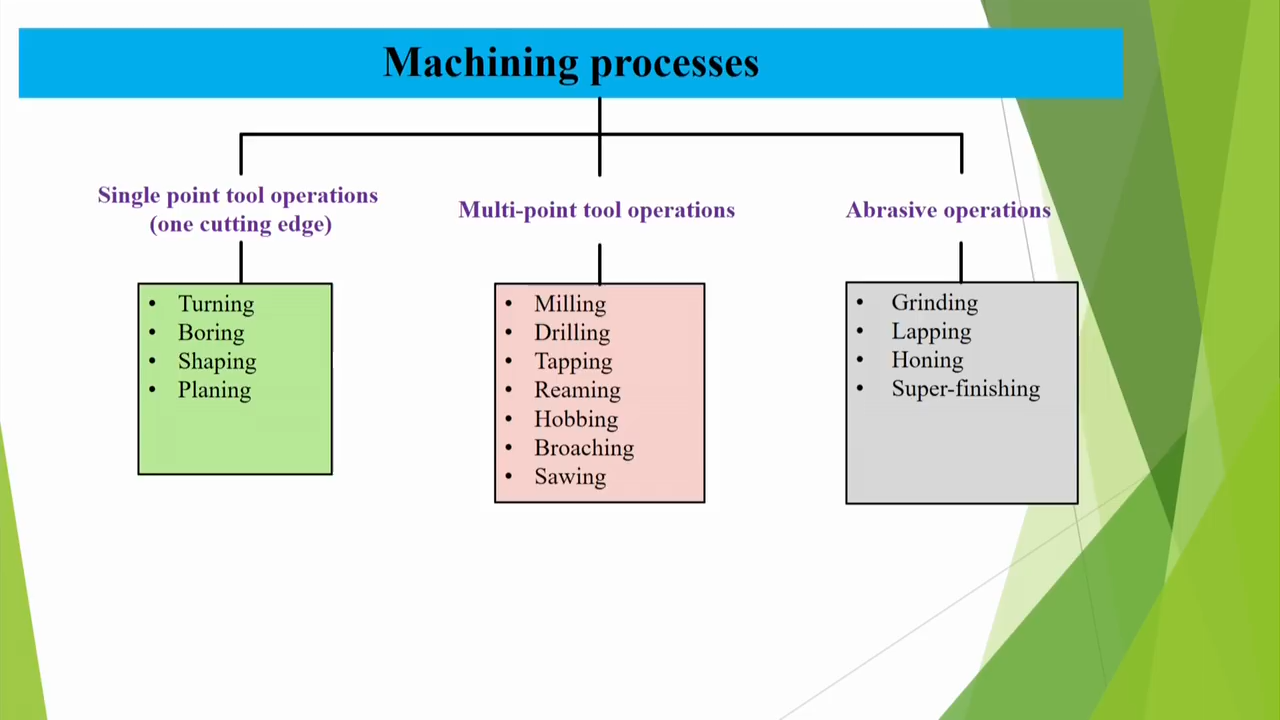 Machining processes
Single point tool operations
(one cutting edge)
• Turning
• Boring
• Shaping
• Planing
Multi-point tool operations
• Milling
• Drilling
• Tapping
• Reaming
• Hobbing
• Broaching
• Sawing
Abrasive operations
• Grinding
• Lapping
• Honing
• Super-finishing